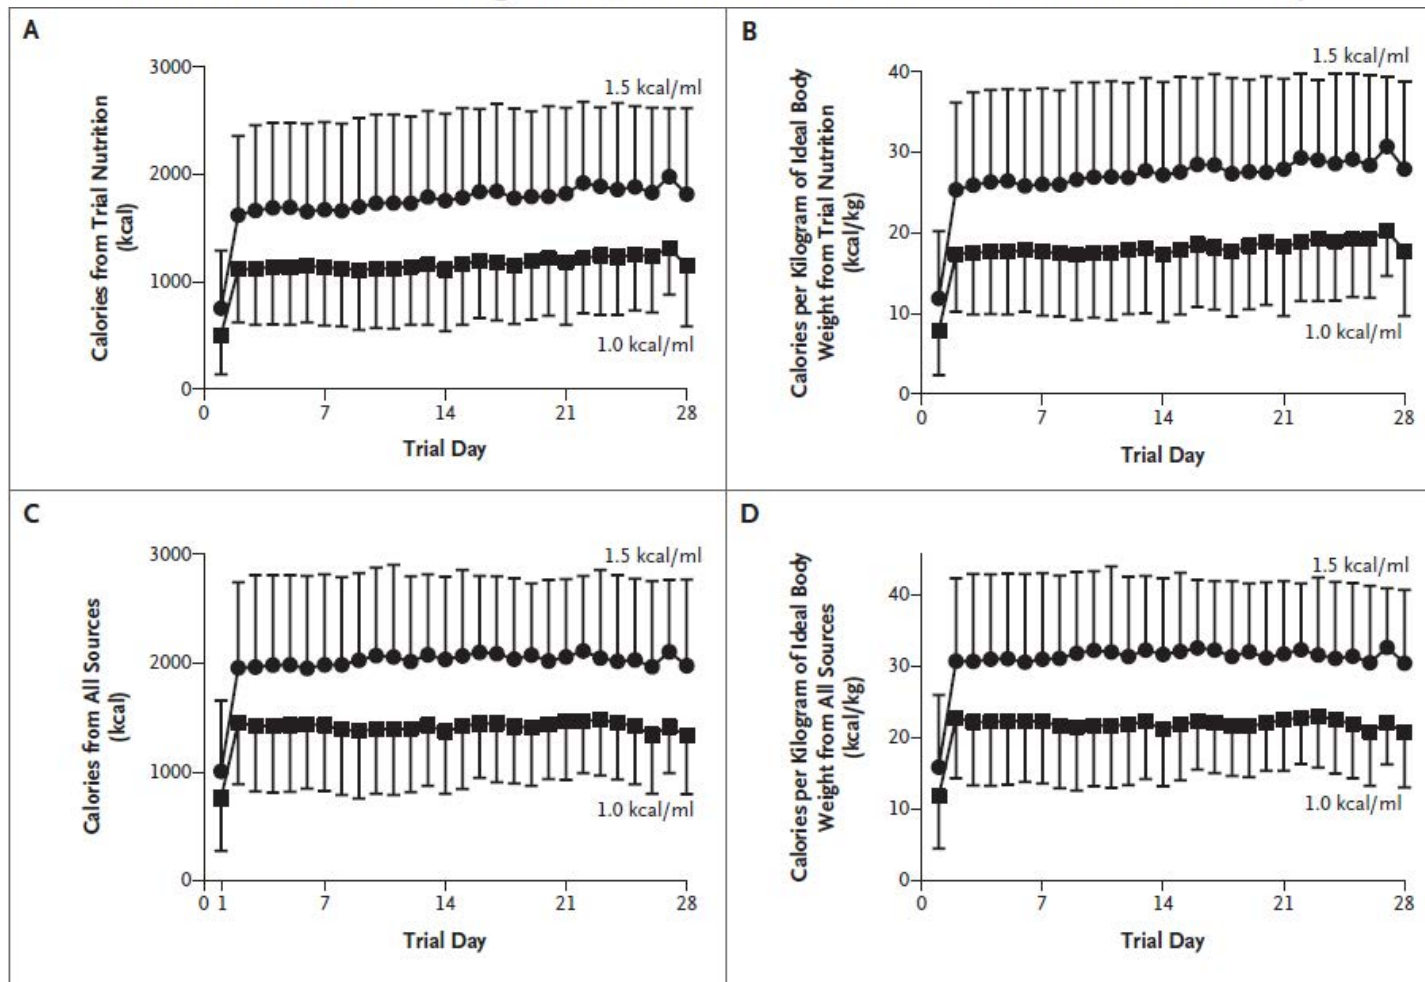 A
Calories from Trial Nutrition
(kcal)
3000
2000
1000
0
1.5 kcal/ml
1.0 kcal/ml
0
7
14
21
28
Trial Day
B
Calories per Kilogram of Ideal Body
Weight from Trial Nutrition
(kcal/kg)
40
30
20
10
0
1.5 kcal/ml
1.0 kcal/ml
0
7
14
21
28
Trial Day
C
Calories from All Sources
(kcal)
3000
2000
1000
0
1.5 kcal/ml
1.0 kcal/ml
0 1
7
14
21
28
Trial Day
D
Calories per Kilogram of Ideal Body
Weight from All Sources
(kcal/kg)
40
30
20
10
0
1.5 kcal/ml
1.0 kcal/ml
0
7
14
21
28
Trial Day